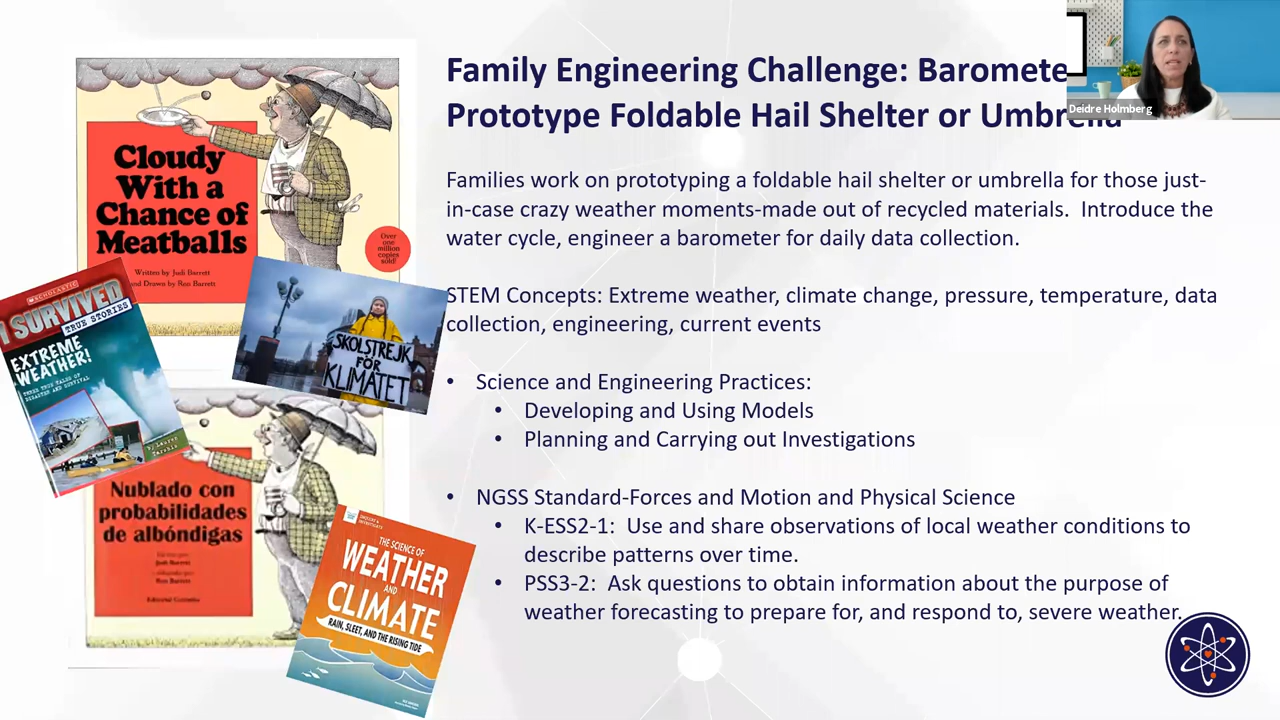 Family Engineering Challenge: Baromete
Prototype Foldable Hail Shelter or Umbrella
Deidre Holmberg
Families work on prototyping a foldable hail shelter or umbrella for those just-
in-case crazy weather moments-made out of recycled materials. Introduce the
water cycle, engineer a barometer for daily data collection.
STEM Concepts: Extreme weather, climate change, pressure, temperature, data
collection, engineering, current events
• Science and Engineering Practices:
• Developing and Using Models
• Planning and Carrying out Investigations
• NGSS Standard-Forces and Motion and Physical Science
• K-ESS2-1: Use and share observations of local weather conditions to
describe patterns over time.
• PSS3-2: Ask questions to obtain information about the purpose of
weather forecasting to prepare for, and respond to, severe weather.
Cloudy
With a
Chance of
Meatballs
Over
one
million
copies
sold!
Written by Judi Barrett
and Drawn by Ron Barrett
SCHOLASTIC
I SURVIVED
TRUE STORIES
EXTREME
WEATHER!
SKOLSTREJK
FÖR
KLIMATET
Nublado con
probabilidades
de albóndigas
Judi Barrett
Ron Barrett
THE SCIENCE OF
WEATHER
AND
CLIMATE
RAIN, SLEET, AND THE RISING TIDE